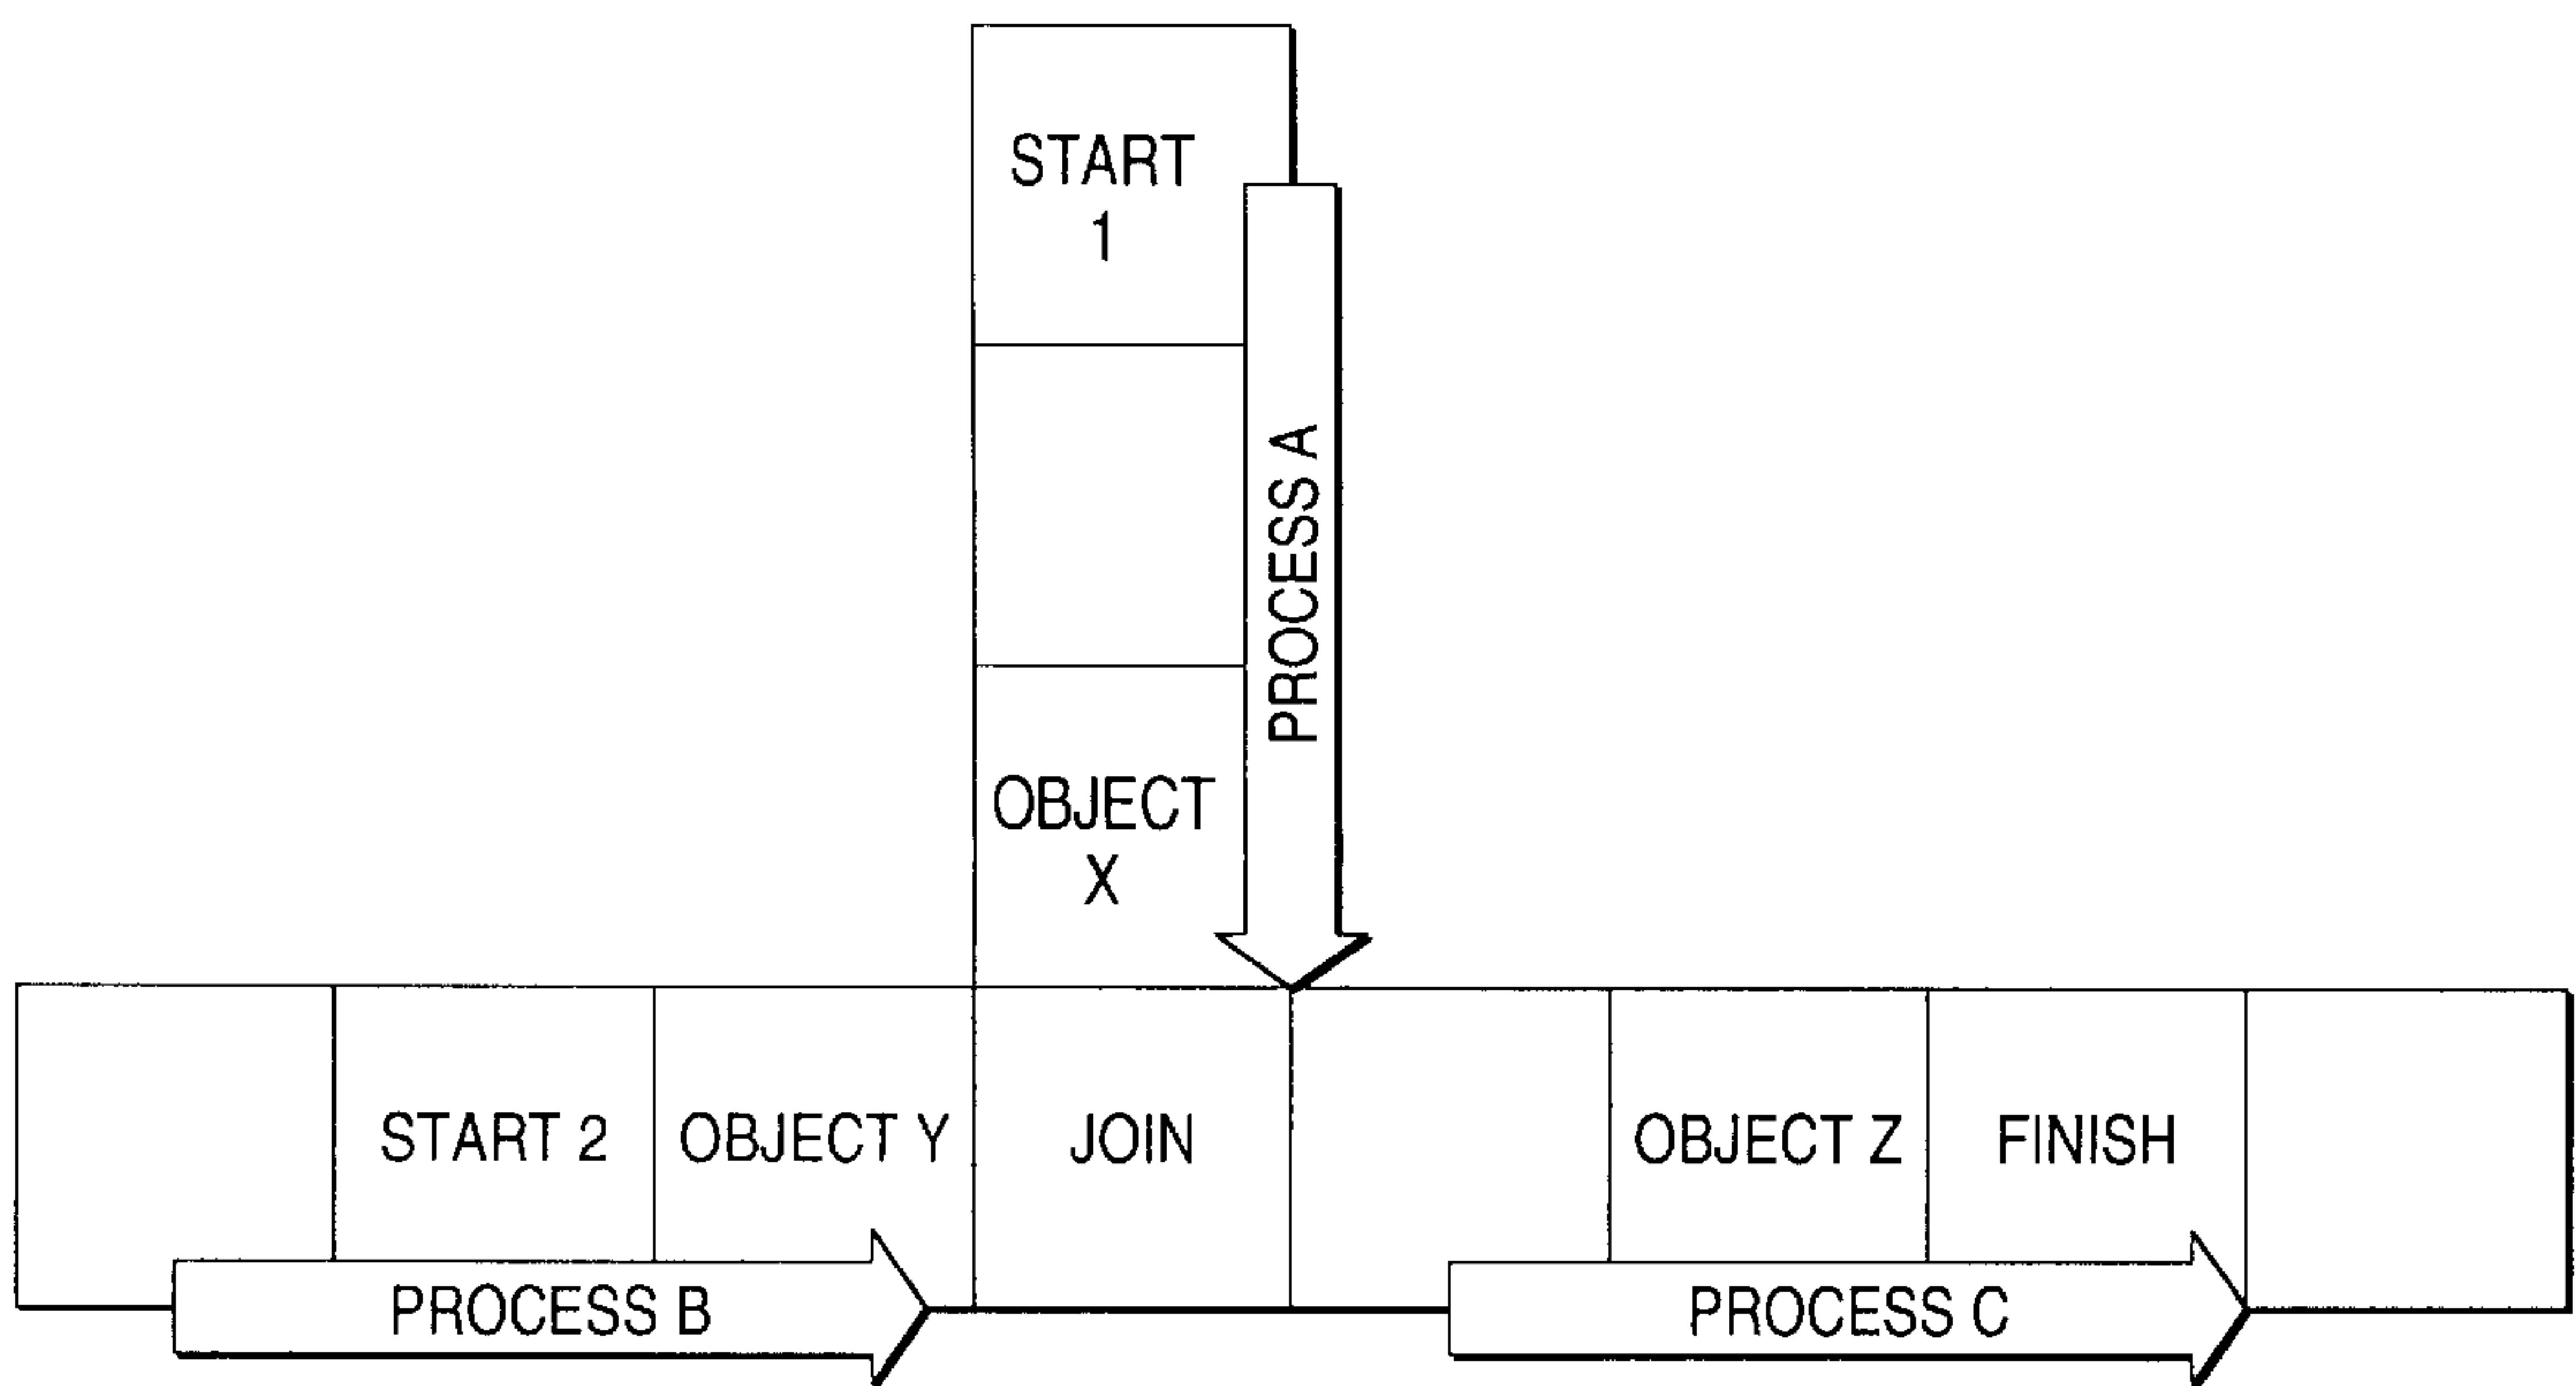 START
1
PROCESS A
OBJECT
X
START 2
OBJECT Y
JOIN
OBJECT Z
FINISH
PROCESS B
PROCESS C